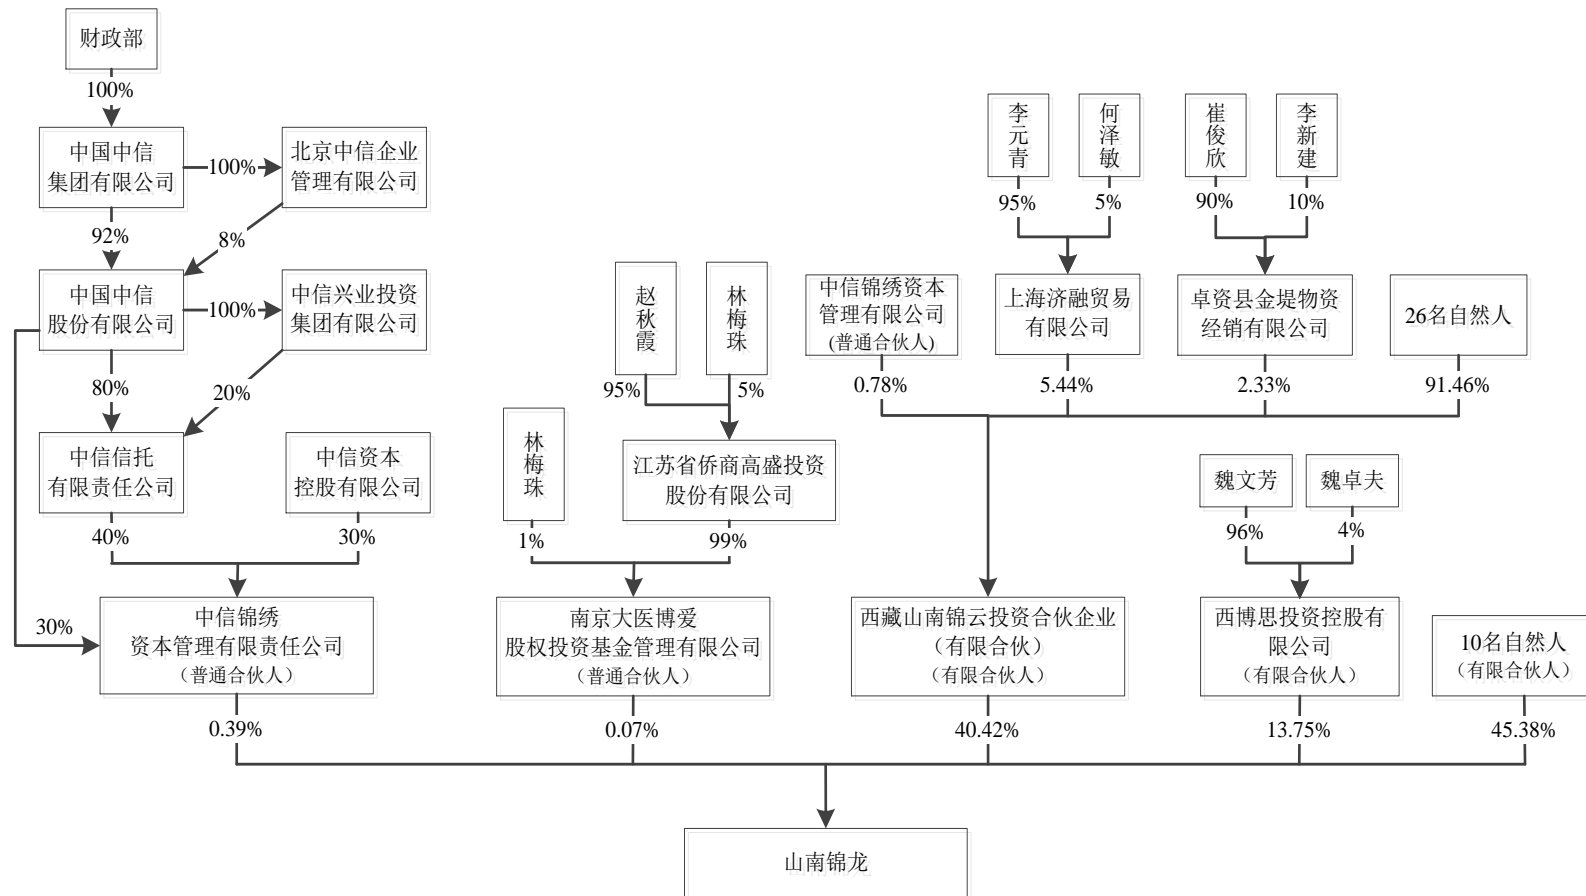 财政部
100%
中国中信
集团有限公司
100%
北京中信企业
管理有限公司
92%
8%
中国中信
股份有限公司
100%
中信兴业投资
集团有限公司
80%
20%
中信信托
有限责任公司
中信资本
控股有限公司
40%
30%
30%
中信锦绣
资本管理有限责任公司
（普通合伙人）
0.39%
赵秋霞
林梅珠
95%
5%
林梅珠
江苏省侨商高盛投资
股份有限公司
1%
99%
南京大医博爱
股权投资基金管理有限公司
（普通合伙人）
0.07%
李元青
何泽敏
崔俊欣
李新建
95%
5%
90%
10%
中信锦绣资本
管理有限公司
(普通合伙人)
上海济融贸易
有限公司
卓资县金堤物资
经销有限公司
26名自然人
0.78%
5.44%
2.33%
91.46%
西藏山南锦云投资合伙企业
（有限合伙）
（有限合伙人）
40.42%
魏文芳
魏卓夫
96%
4%
西博思投资控股有
限公司
（有限合伙人）
13.75%
10名自然人
（有限合伙人）
45.38%
山南锦龙